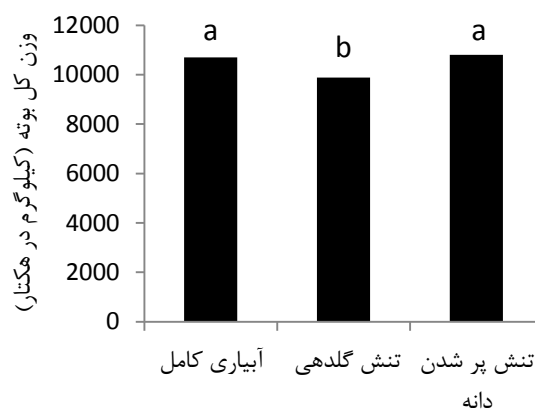 وزن کل بوته (کیلوگرم در هکتار)
12000
10000
8000
6000
4000
2000
0
a
b
a
آبیاری کامل
تنش گلدهی
تنش پر شدن
دانه